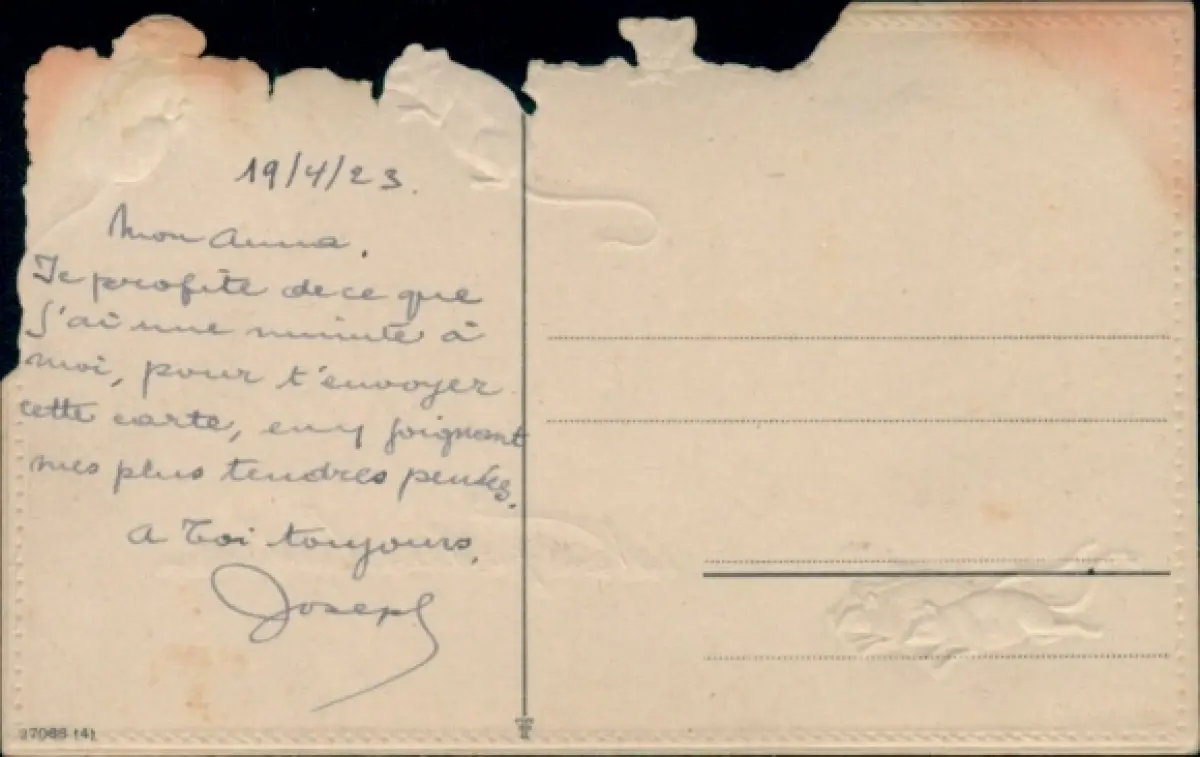 19/4/23.
Mon Anna,
Je profite de ce que
j'ai une minute à
moi, pour t'envoyer
cette carte, en y joignant
mes plus tendres pensées.
A Toi toujours,
Joseph
37066 (4)